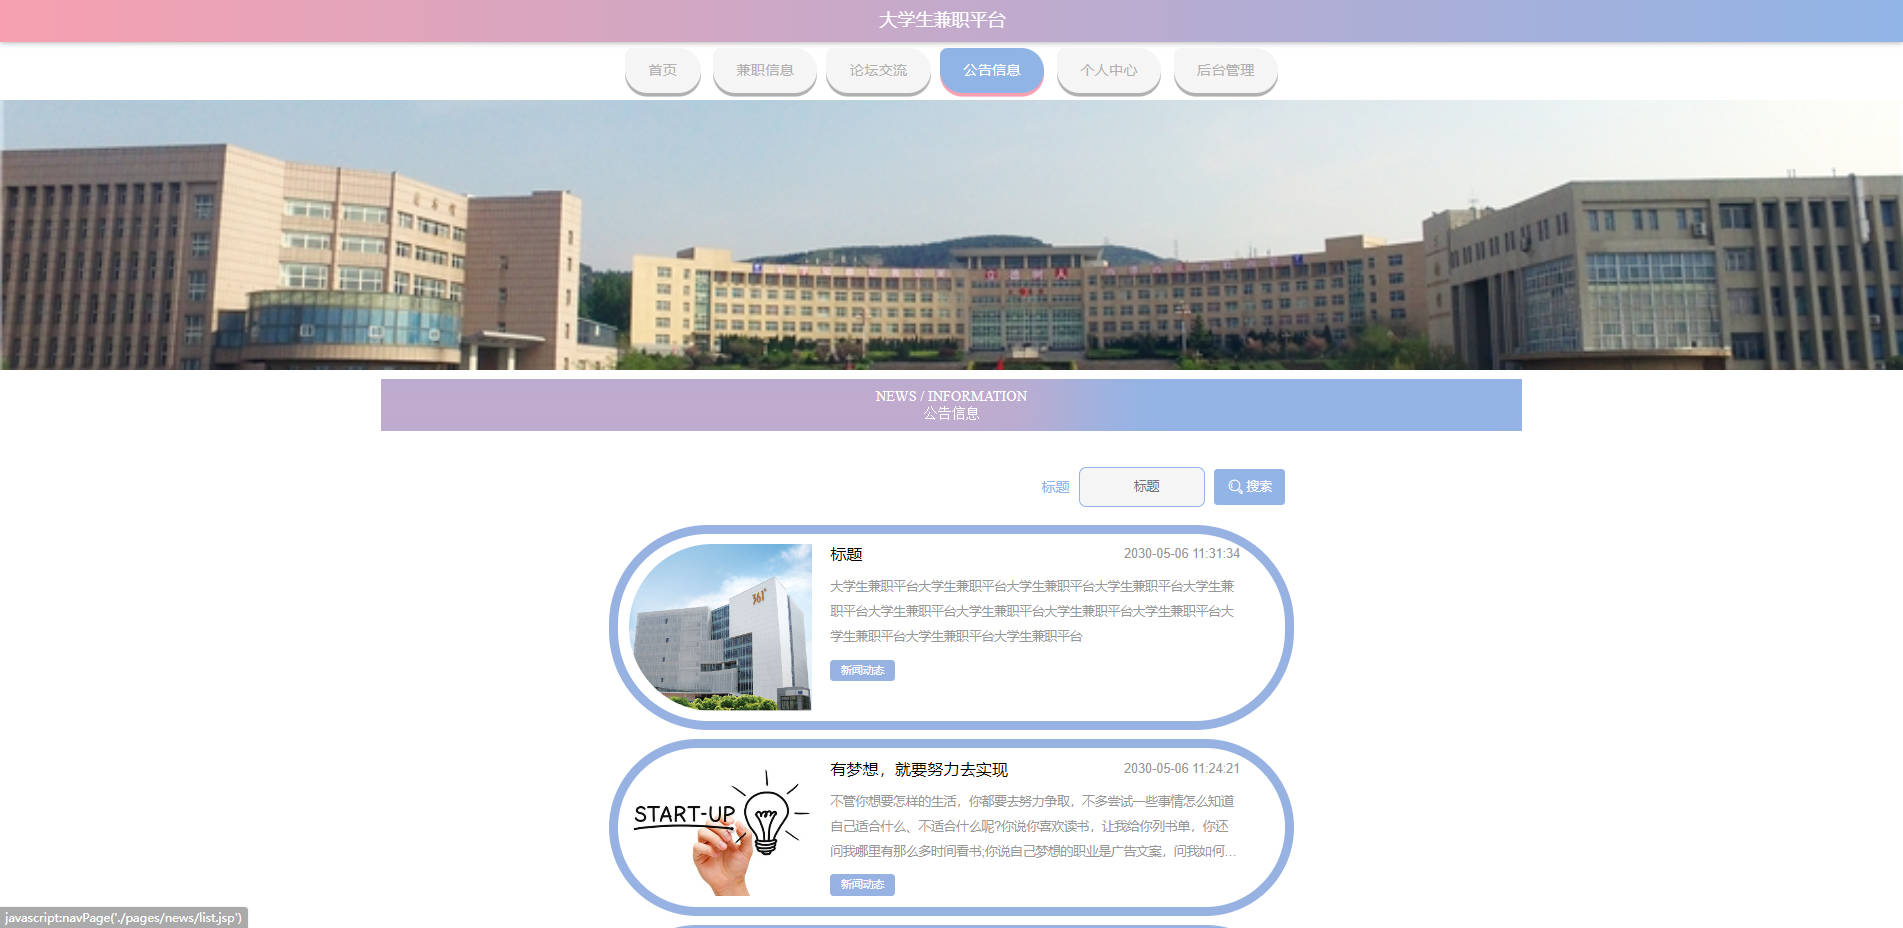 大学生兼职平台
首页
兼职信息
论坛交流
公告信息
个人中心
后台管理
NEWS / INFORMATION
公告信息
标题
标题
搜索
标题
2030-05-06 11:31:34
大学生兼职平台大学生兼职平台大学生兼职平台大学生兼职平台大学生兼
职平台大学生兼职平台大学生兼职平台大学生兼职平台大学生兼职平台大
学生兼职平台大学生兼职平台大学生兼职平台
新闻动态
361°
有梦想，就要努力去实现
2030-05-06 11:24:21
不管你想要怎样的生活，你都要去努力争取，不多尝试一些事情怎么知道
自己适合什么、不适合什么呢?你说你喜欢读书，让我给你列书单，你还
问我哪里有那么多时间看书;你说自己梦想的职业是广告文案，问我如何...
新闻动态
START-UP
javascript:navPage('./pages/news/list.jsp')